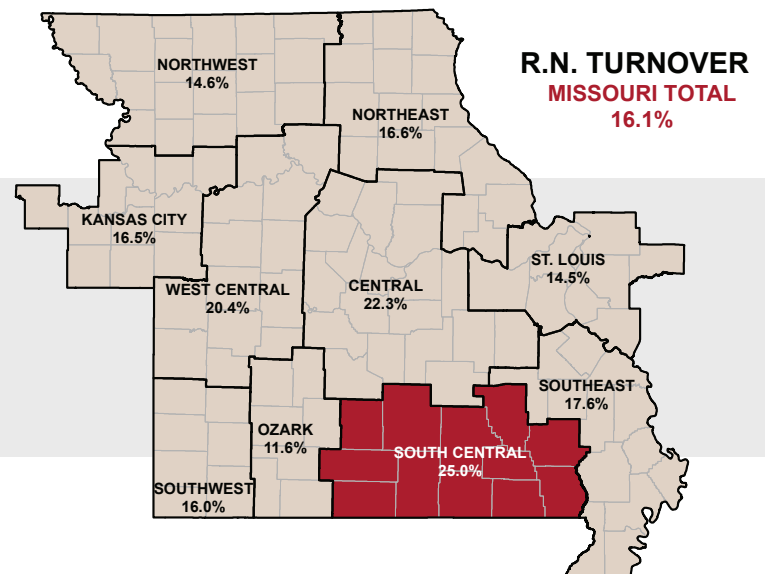 R.N. TURNOVER
MISSOURI TOTAL
16.1%
NORTHWEST
14.6%
NORTHEAST
16.6%
KANSAS CITY
16.5%
WEST CENTRAL
20.4%
CENTRAL
22.3%
ST. LOUIS
14.5%
SOUTHEAST
17.6%
OZARK
11.6%
SOUTH CENTRAL
25.0%
SOUTHWEST
16.0%